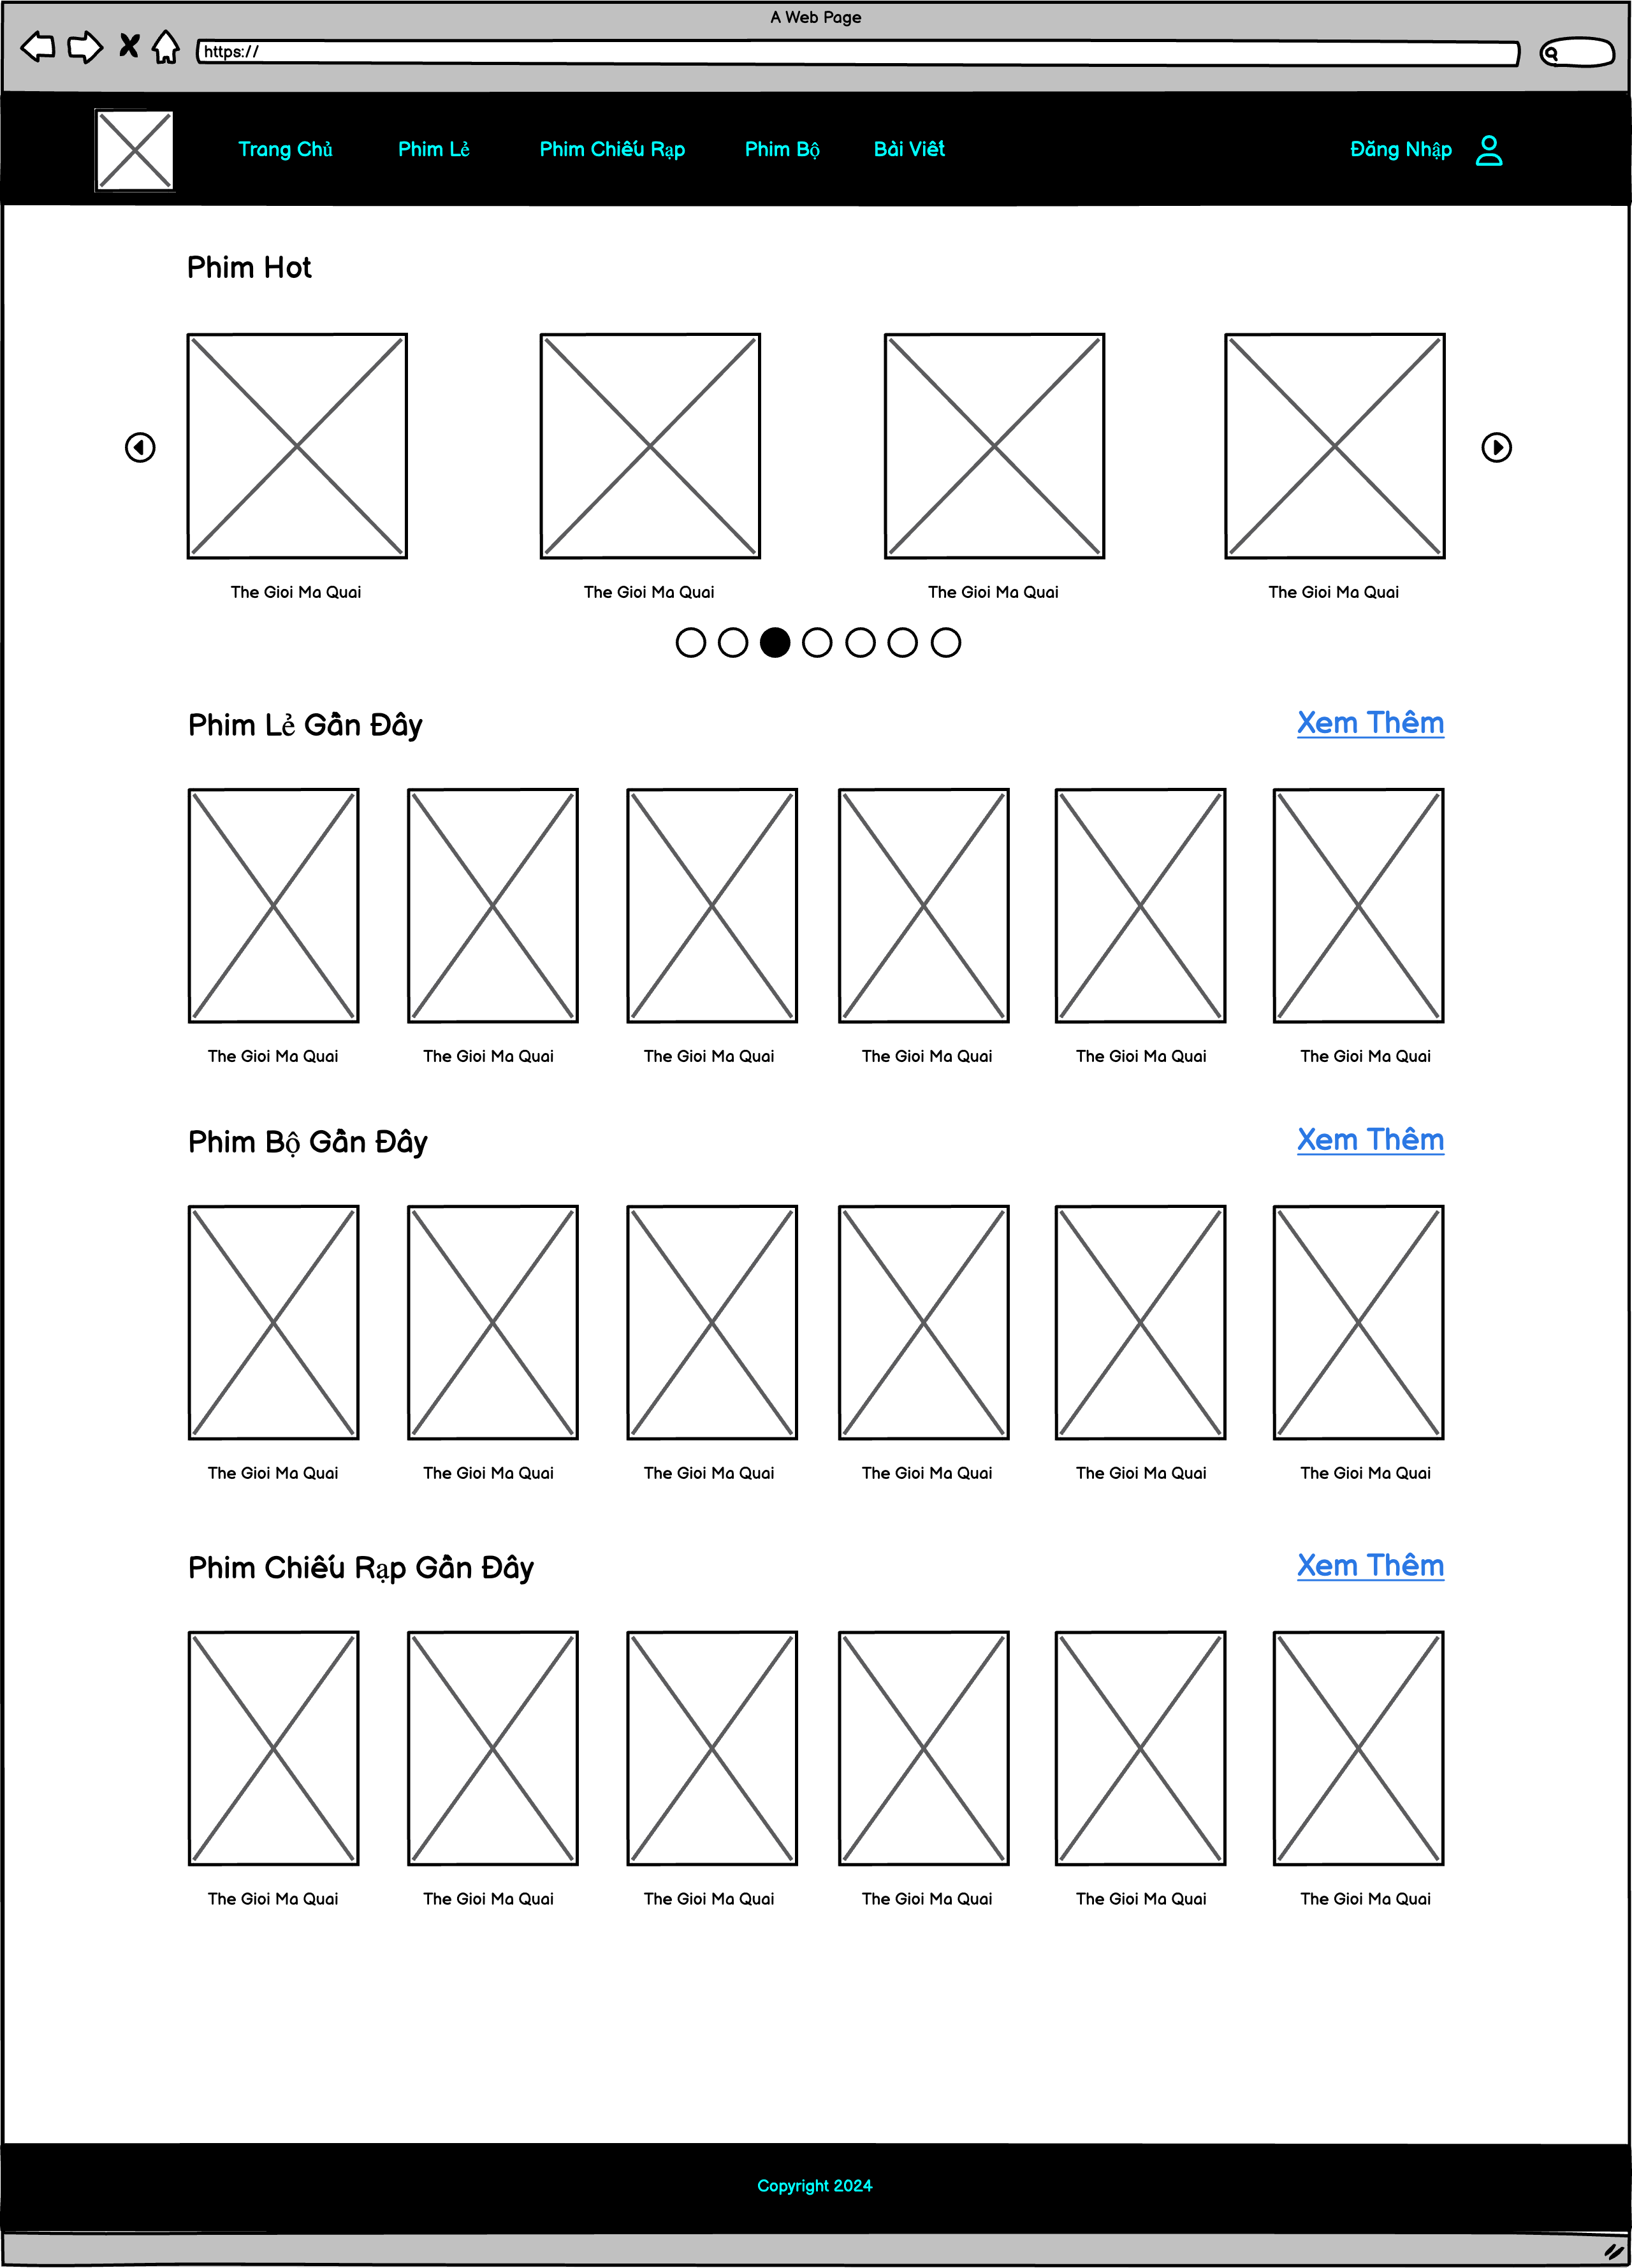 A Web Page
https://
Trang Chủ Phim Lẻ Phim Chiếu Rạp Phim Bộ Bài Viết Đăng Nhập
Phim Hot
The Gioi Ma Quai The Gioi Ma Quai The Gioi Ma Quai The Gioi Ma Quai
Phim Lẻ Gần Đây Xem Thêm
The Gioi Ma Quai The Gioi Ma Quai The Gioi Ma Quai The Gioi Ma Quai The Gioi Ma Quai The Gioi Ma Quai
Phim Bộ Gần Đây Xem Thêm
The Gioi Ma Quai The Gioi Ma Quai The Gioi Ma Quai The Gioi Ma Quai The Gioi Ma Quai The Gioi Ma Quai
Phim Chiếu Rạp Gần Đây Xem Thêm
The Gioi Ma Quai The Gioi Ma Quai The Gioi Ma Quai The Gioi Ma Quai The Gioi Ma Quai The Gioi Ma Quai
Copyright 2024